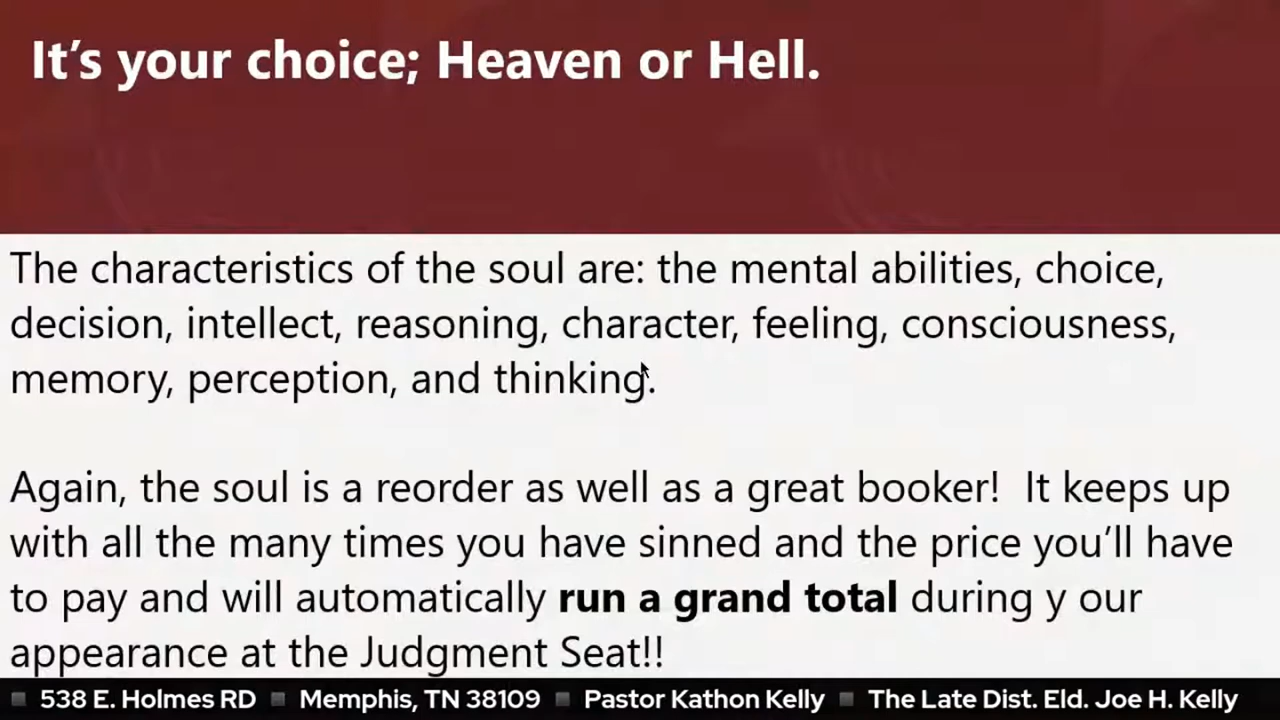 It's your choice; Heaven or Hell.
The characteristics of the soul are: the mental abilities, choice,
decision, intellect, reasoning, character, feeling, consciousness,
memory, perception, and thinking.
Again, the soul is a reorder as well as a great booker!  It keeps up
with all the many times you have sinned and the price you'll have
to pay and will automatically run a grand total during y our
appearance at the Judgment Seat!!
538 E. Holmes RD ▪ Memphis, TN 38109 ▪ Pastor Kathon Kelly ▪ The Late Dist. Eld. Joe H. Kelly